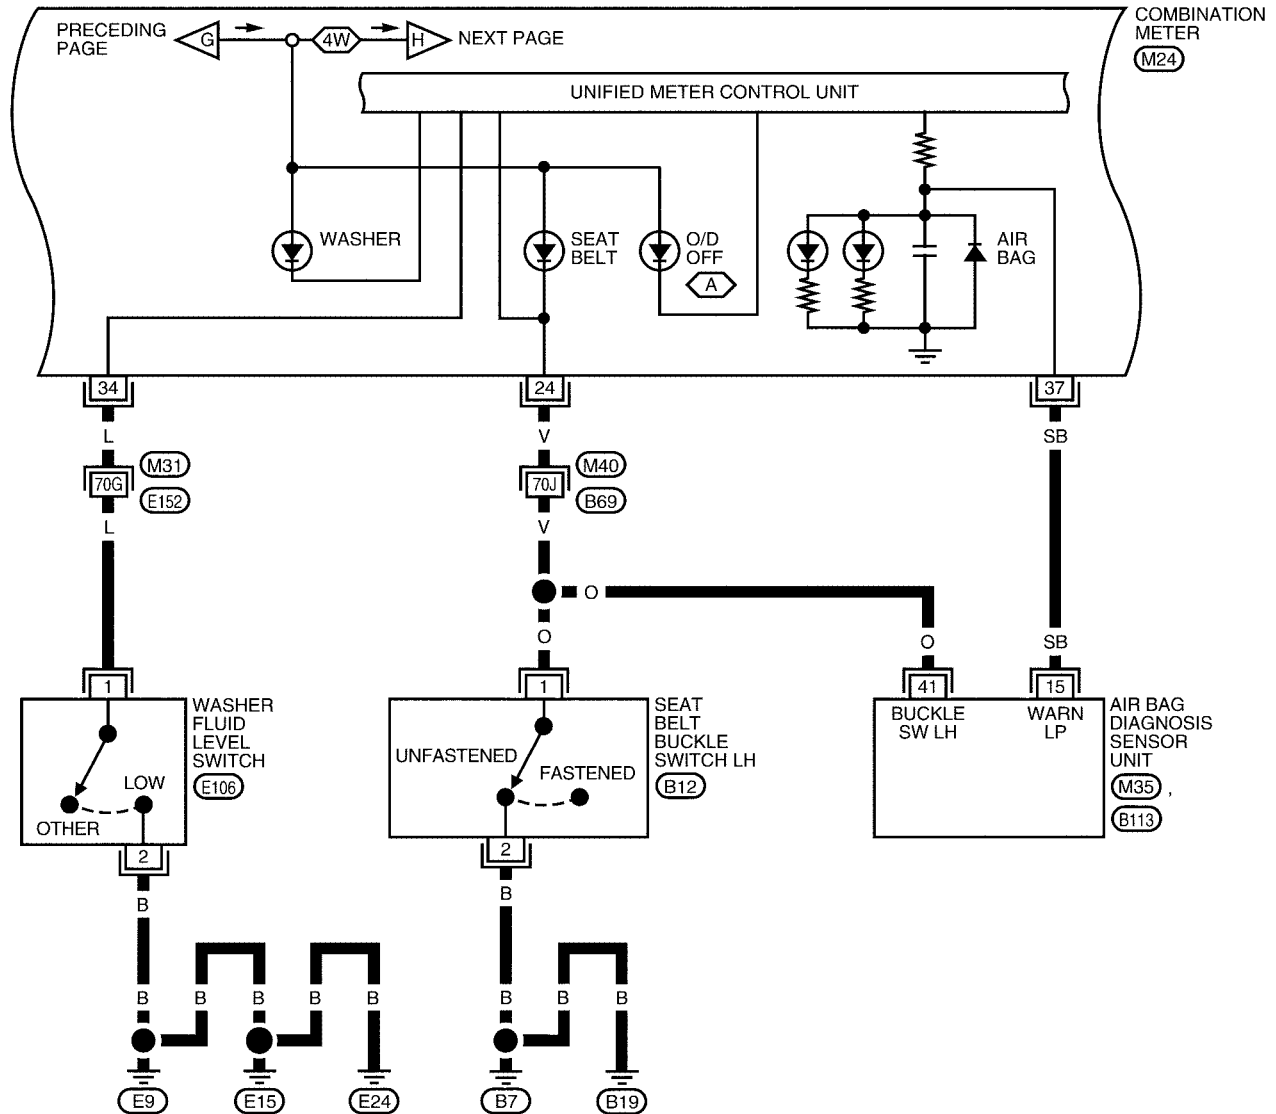 PRECEDING
PAGE
G
4W
H
NEXT PAGE
COMBINATION
METER
M24
UNIFIED METER CONTROL UNIT
WASHER
SEAT
BELT
O/D
OFF
A
AIR
BAG
34
24
37
L
V
SB
70G
M31
E152
70J
M40
B69
L
V
O
O
O
SB
1
1
41
15
WASHER
FLUID
LEVEL
SWITCH
E106
LOW
OTHER
UNFASTENED
FASTENED
SEAT
BELT
BUCKLE
SWITCH LH
B12
BUCKLE
SW LH
WARN
LP
AIR BAG
DIAGNOSIS
SENSOR
UNIT
M35 ,
B113
2
2
B
B
B
B
B
B
B
B
B
B
E9
E15
E24
B7
B19